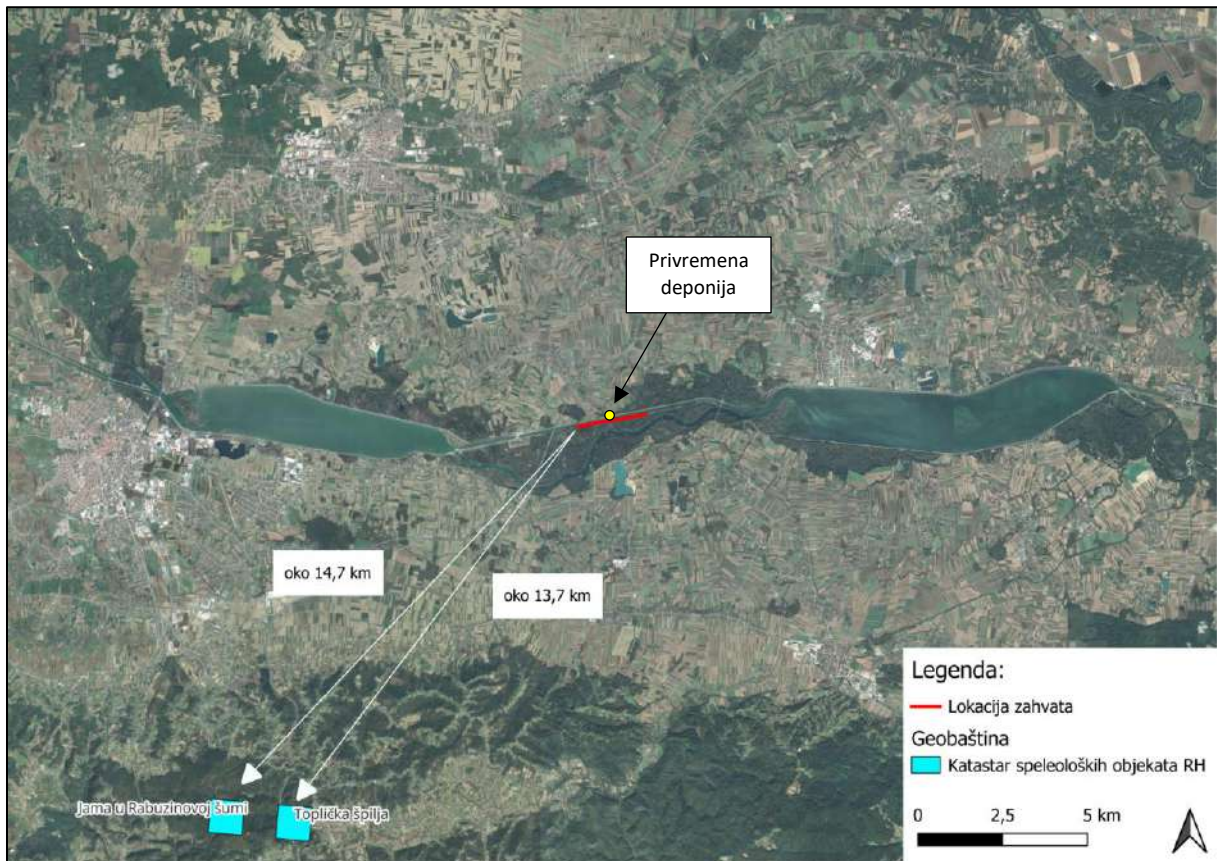 Privremena
deponija
oko 14,7 km
oko 13,7 km
Jama u Rabuzinovoj šumi
Toplička špilja
Legenda:
Lokacija zahvata
Geobaština
Katastar speleoloških objekata RH
0 2,5 5 km